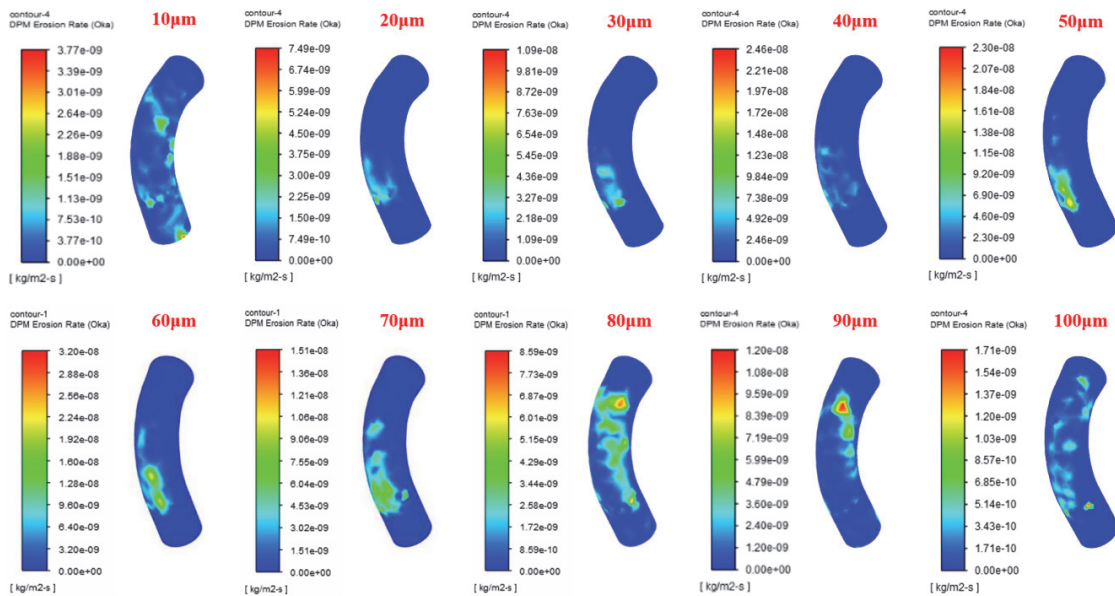 contour-4
DPM Erosion Rate (Oka)
10μm
3.77e-09
3.39e-09
3.01e-09
2.64e-09
2.26e-09
1.88e-09
1.51e-09
1.13e-09
7.53e-10
3.77e-10
0.00e+00
[ kg/m2-s ]
contour-4
DPM Erosion Rate (Oka)
20μm
7.49e-09
6.74e-09
5.99e-09
5.24e-09
4.50e-09
3.75e-09
3.00e-09
2.25e-09
1.50e-09
7.49e-10
0.00e+00
[ kg/m2-s ]
contour-4
DPM Erosion Rate (Oka)
30μm
1.09e-08
9.81e-09
8.72e-09
7.63e-09
6.54e-09
5.45e-09
4.36e-09
3.27e-09
2.18e-09
1.09e-09
0.00e+00
[ kg/m2-s ]
contour-4
DPM Erosion Rate (Oka)
40μm
2.46e-08
2.21e-08
1.97e-08
1.72e-08
1.48e-08
1.23e-08
9.84e-09
7.38e-09
4.92e-09
2.46e-09
0.00e+00
[ kg/m2-s ]
contour-4
DPM Erosion Rate (Oka)
50μm
2.30e-08
2.07e-08
1.84e-08
1.61e-08
1.38e-08
1.15e-08
9.20e-09
6.90e-09
4.60e-09
2.30e-09
0.00e+00
[ kg/m2-s ]
contour-1
DPM Erosion Rate (Oka)
60μm
3.20e-08
2.88e-08
2.56e-08
2.24e-08
1.92e-08
1.60e-08
1.28e-08
9.60e-09
6.40e-09
3.20e-09
0.00e+00
[ kg/m2-s ]
contour-1
DPM Erosion Rate (Oka)
70μm
1.51e-08
1.36e-08
1.21e-08
1.06e-08
9.06e-09
7.55e-09
6.04e-09
4.53e-09
3.02e-09
1.51e-09
0.00e+00
[ kg/m2-s ]
contour-1
DPM Erosion Rate (Oka)
80μm
8.59e-09
7.73e-09
6.87e-09
6.01e-09
5.15e-09
4.29e-09
3.44e-09
2.58e-09
1.72e-09
8.59e-10
0.00e+00
[ kg/m2-s ]
contour-4
DPM Erosion Rate (Oka)
90μm
1.20e-08
1.08e-08
9.59e-09
8.39e-09
7.19e-09
5.99e-09
4.80e-09
3.60e-09
2.40e-09
1.20e-09
0.00e+00
[ kg/m2-s ]
contour-4
DPM Erosion Rate (Oka)
100μm
1.71e-09
1.54e-09
1.37e-09
1.20e-09
1.03e-09
8.57e-10
6.86e-10
5.14e-10
3.43e-10
1.71e-10
0.00e+00
[ kg/m2-s ]